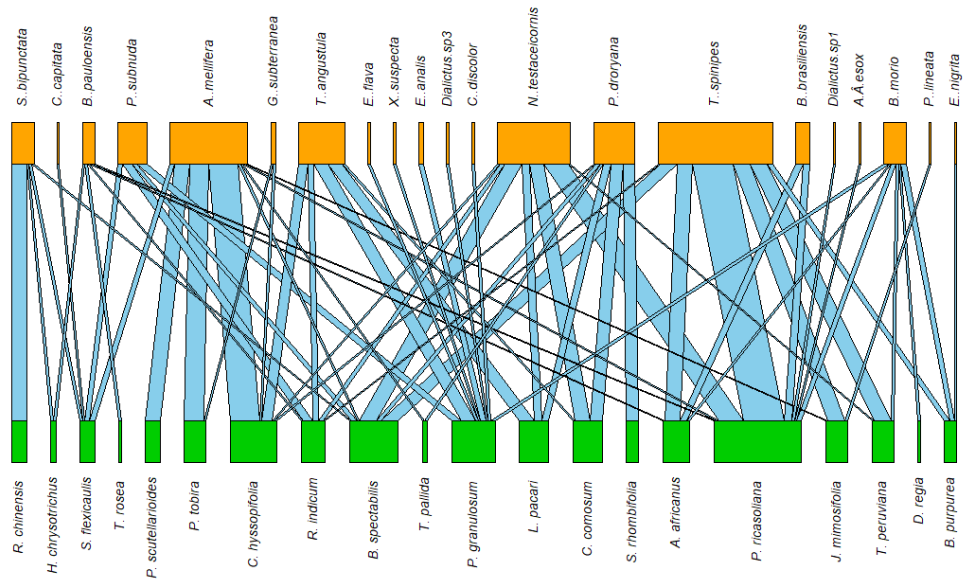 S..bipunctata
C..capitata
B..pauloensis
P..subnuda
A..mellifera
G..subterranea
T..angustula
E..flava
X..suspecta
E..analis
Dialictus.sp3
C..discolor
N..testaceicornis
P..droryana
T..spinipes
B..brasiliensis
Dialictus.sp1
A.Â.esox
B..morio
P..lineata
E..nigrita
R. chinensis
H. chrysotrichus
S. flexicaulis
T. rosea
P. scutellarioides
P. tobira
C. hyssopifolia
R. indicum
B. spectabilis
T. pallida
P. granulosum
L. pacari
C. comosum
S. rhombifolia
A. africanus
P. ricasoliana
J. mimosifolia
T. peruviana
D. regia
B. purpurea